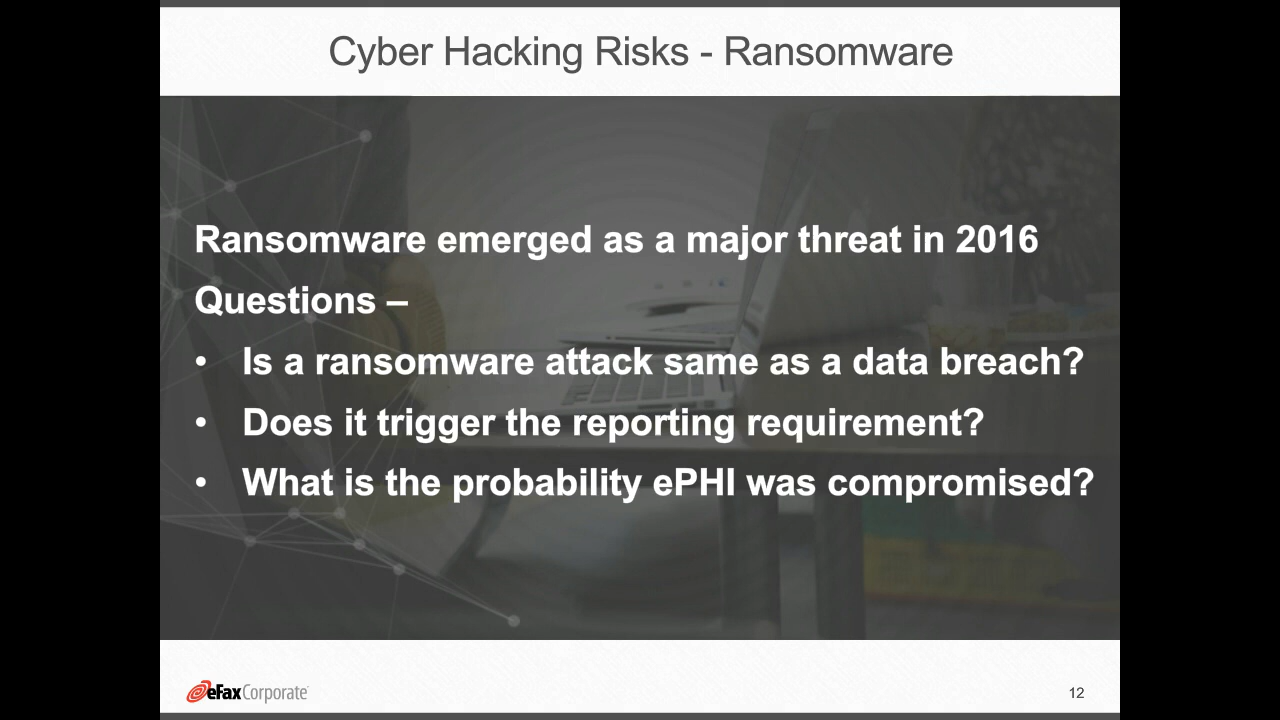 Cyber Hacking Risks - Ransomware
Ransomware emerged as a major threat in 2016
Questions –
• Is a ransomware attack same as a data breach?
• Does it trigger the reporting requirement?
• What is the probability ePHI was compromised?
eFax Corporate
12